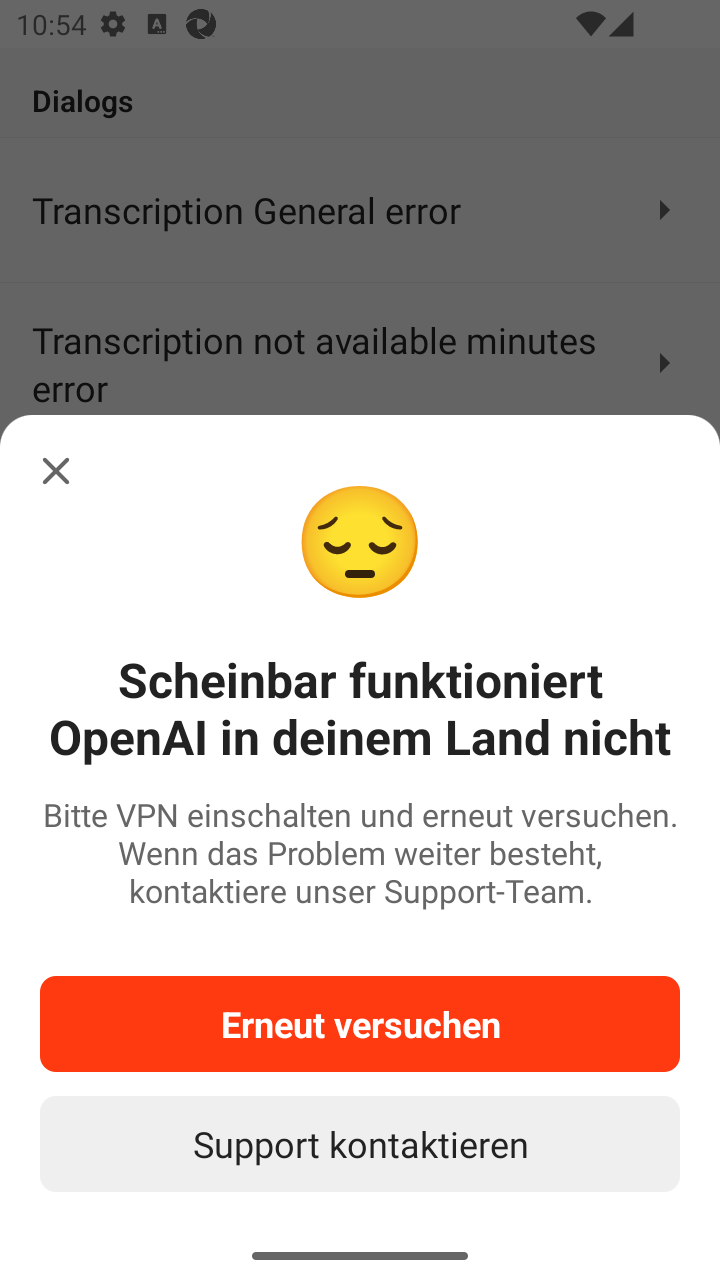 10:54
Dialogs
Transcription General error
Transcription not available minutes
error
Scheinbar funktioniert
OpenAI in deinem Land nicht
Bitte VPN einschalten und erneut versuchen.
Wenn das Problem weiter besteht,
kontaktiere unser Support-Team.
Erneut versuchen
Support kontaktieren